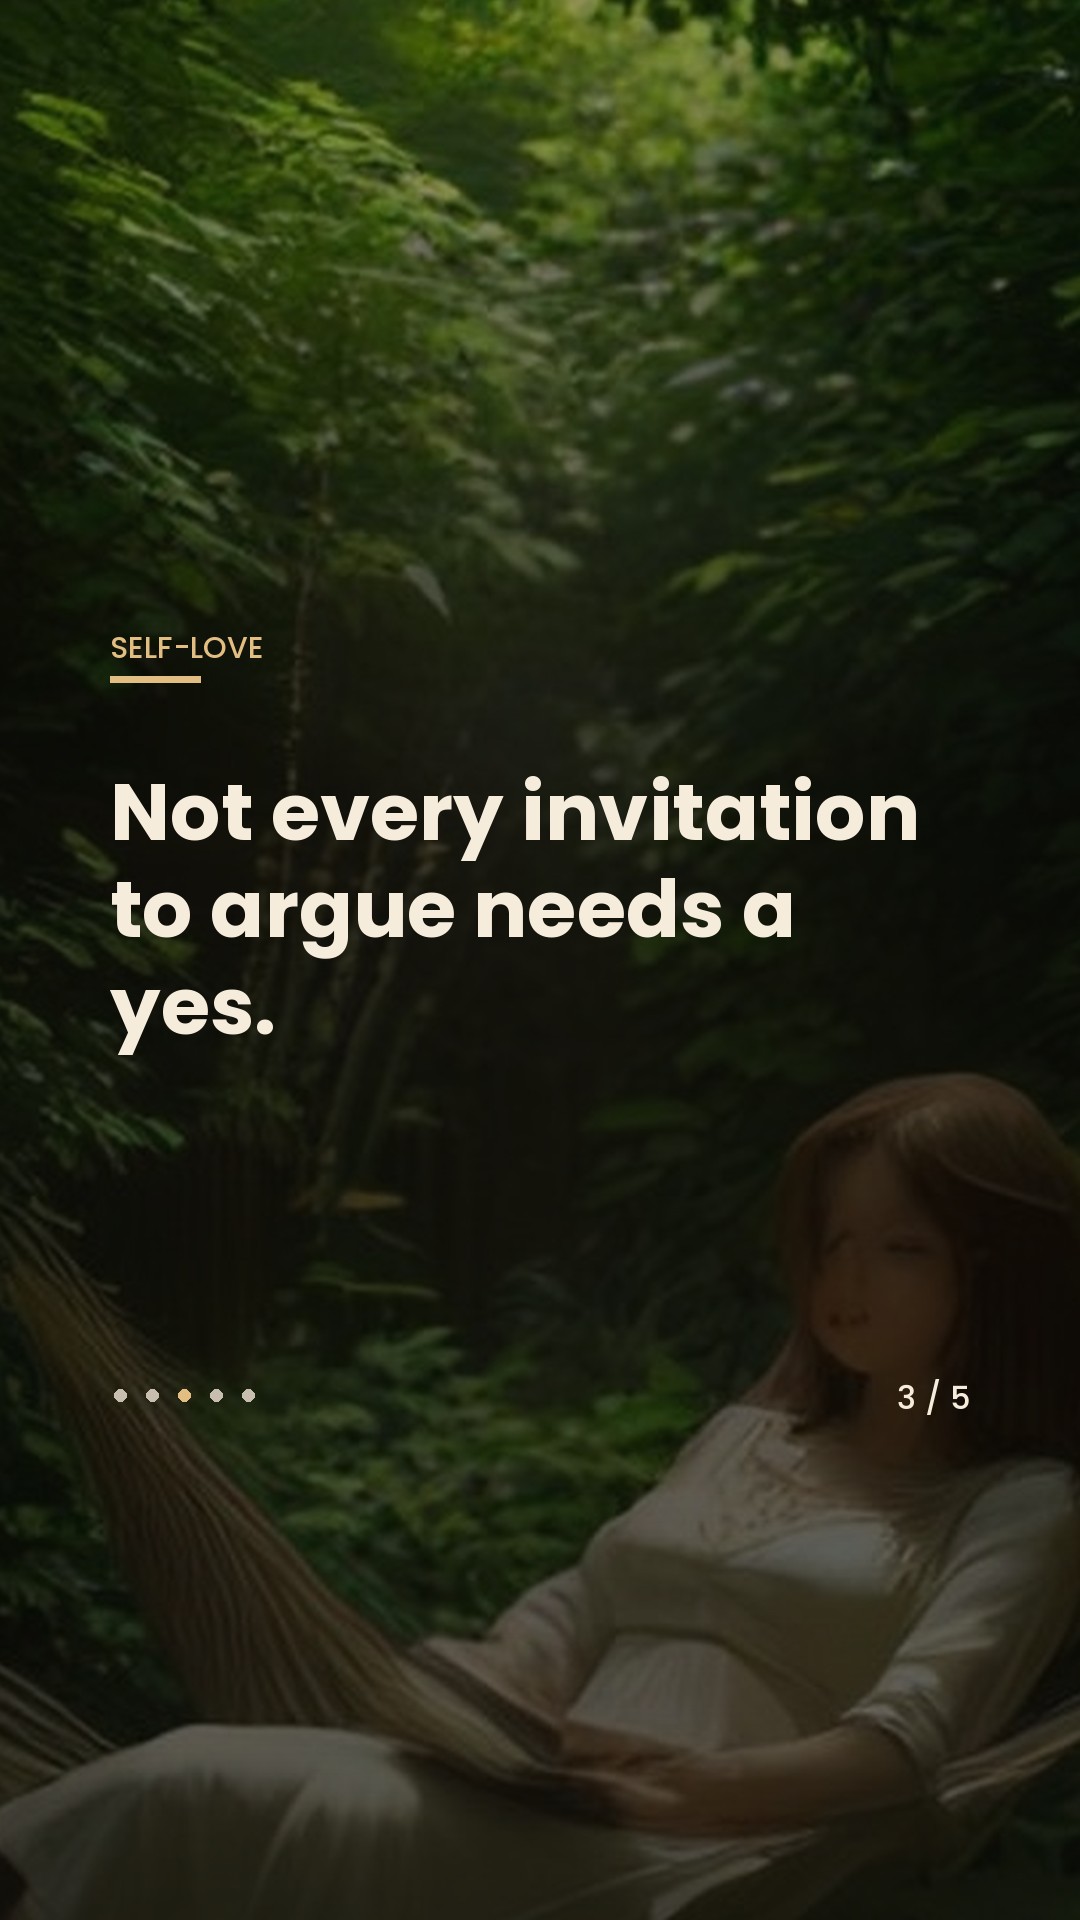 SELF-LOVE
Not every invitation
to argue needs a
yes.
3 / 5